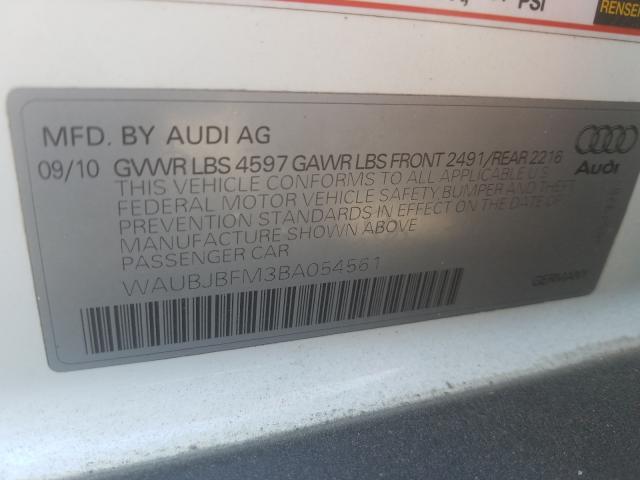 PSI
RENSEI
MFD. BY AUDI AG
09/10 GVWR LBS 4597 GAWR LBS FRONT 2491/REAR 2216
Audi
THIS VEHICLE CONFORMS TO ALL APPLICABLE U.S.
FEDERAL MOTOR VEHICLE SAFETY, BUMPER AND THEFT
PREVENTION STANDARDS IN EFFECT ON THE DATE OF
MANUFACTURE SHOWN ABOVE
PASSENGER CAR
WAUBJBFM3BA054561
GERMANY